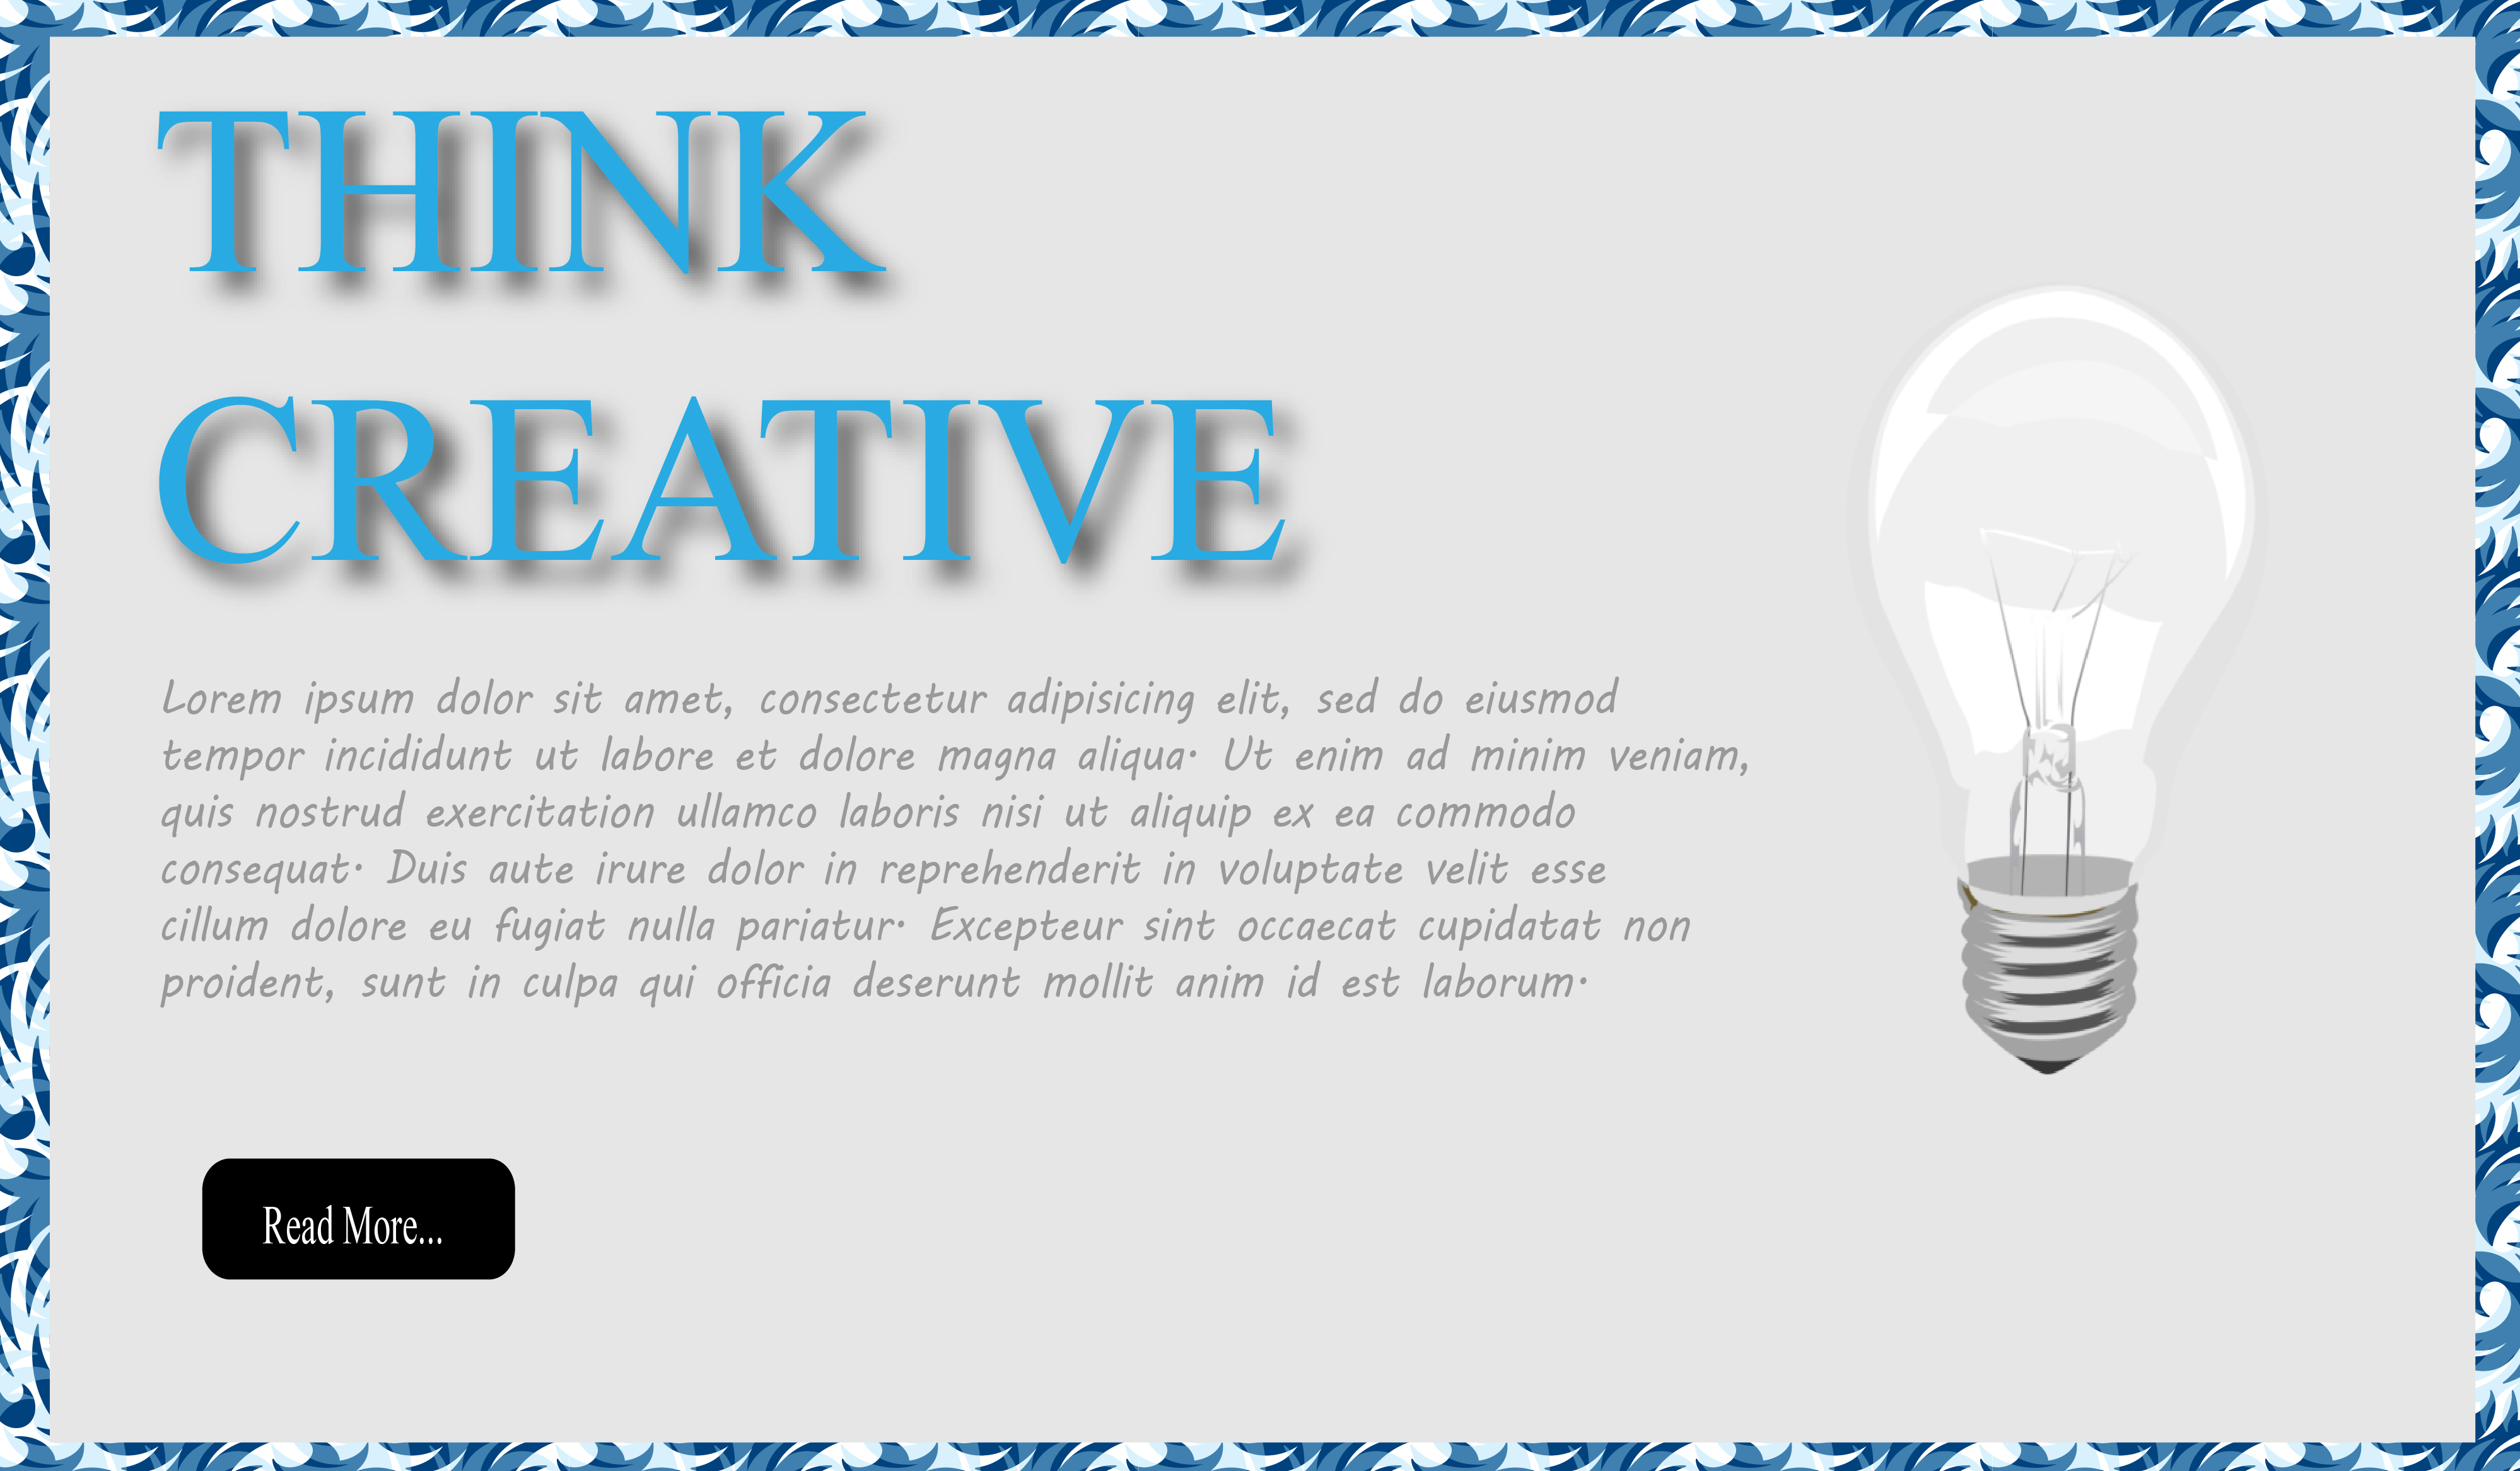 THINK
CREATIVE
Lorem ipsum dolor sit amet, consectetur adipisicing elit, sed do eiusmod
tempor incididunt ut labore et dolore magna aliqua· Ut enim ad minim veniam,
quis nostrud exercitation ullamco laboris nisi ut aliquip ex ea commodo
consequat· Duis aute irure dolor in reprehenderit in voluptate velit esse
cillum dolore eu fugiat nulla pariatur· Excepteur sint occaecat cupidatat non
proident, sunt in culpa qui officia deserunt mollit anim id est laborum·
Read More...